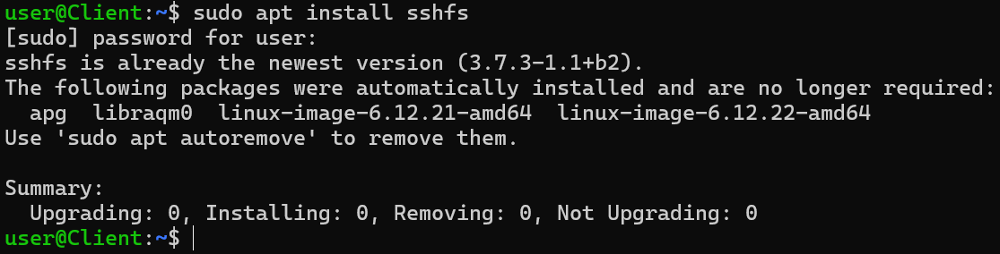 user@Client:~$ sudo apt install sshfs
[sudo] password for user:
sshfs is already the newest version (3.7.3-1.1+b2).
The following packages were automatically installed and are no longer required:
  apg  libraqm0  linux-image-6.12.21-amd64  linux-image-6.12.22-amd64
Use 'sudo apt autoremove' to remove them.

Summary:
  Upgrading: 0, Installing: 0, Removing: 0, Not Upgrading: 0
user@Client:~$